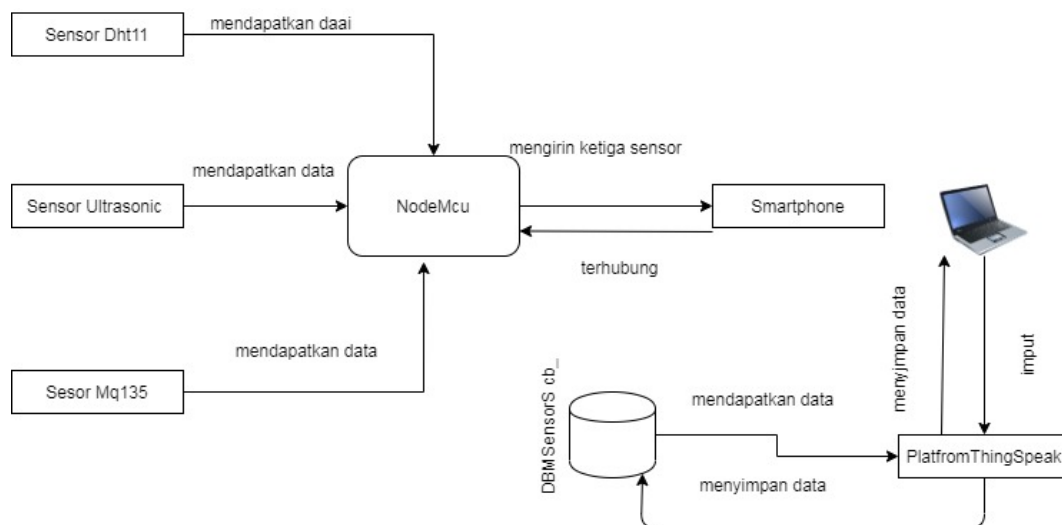 Sensor Dht11
mendapatkan daai
Sensor Ultrasonic
mendapatkan data
NodeMcu
mengirin ketiga sensor
Smartphone
terhubung
Sesor Mq135
mendapatkan data
menyjmpan data
imput
DBMSensorS cb_
mendapatkan data
menyimpan data
PlatfromThingSpeak